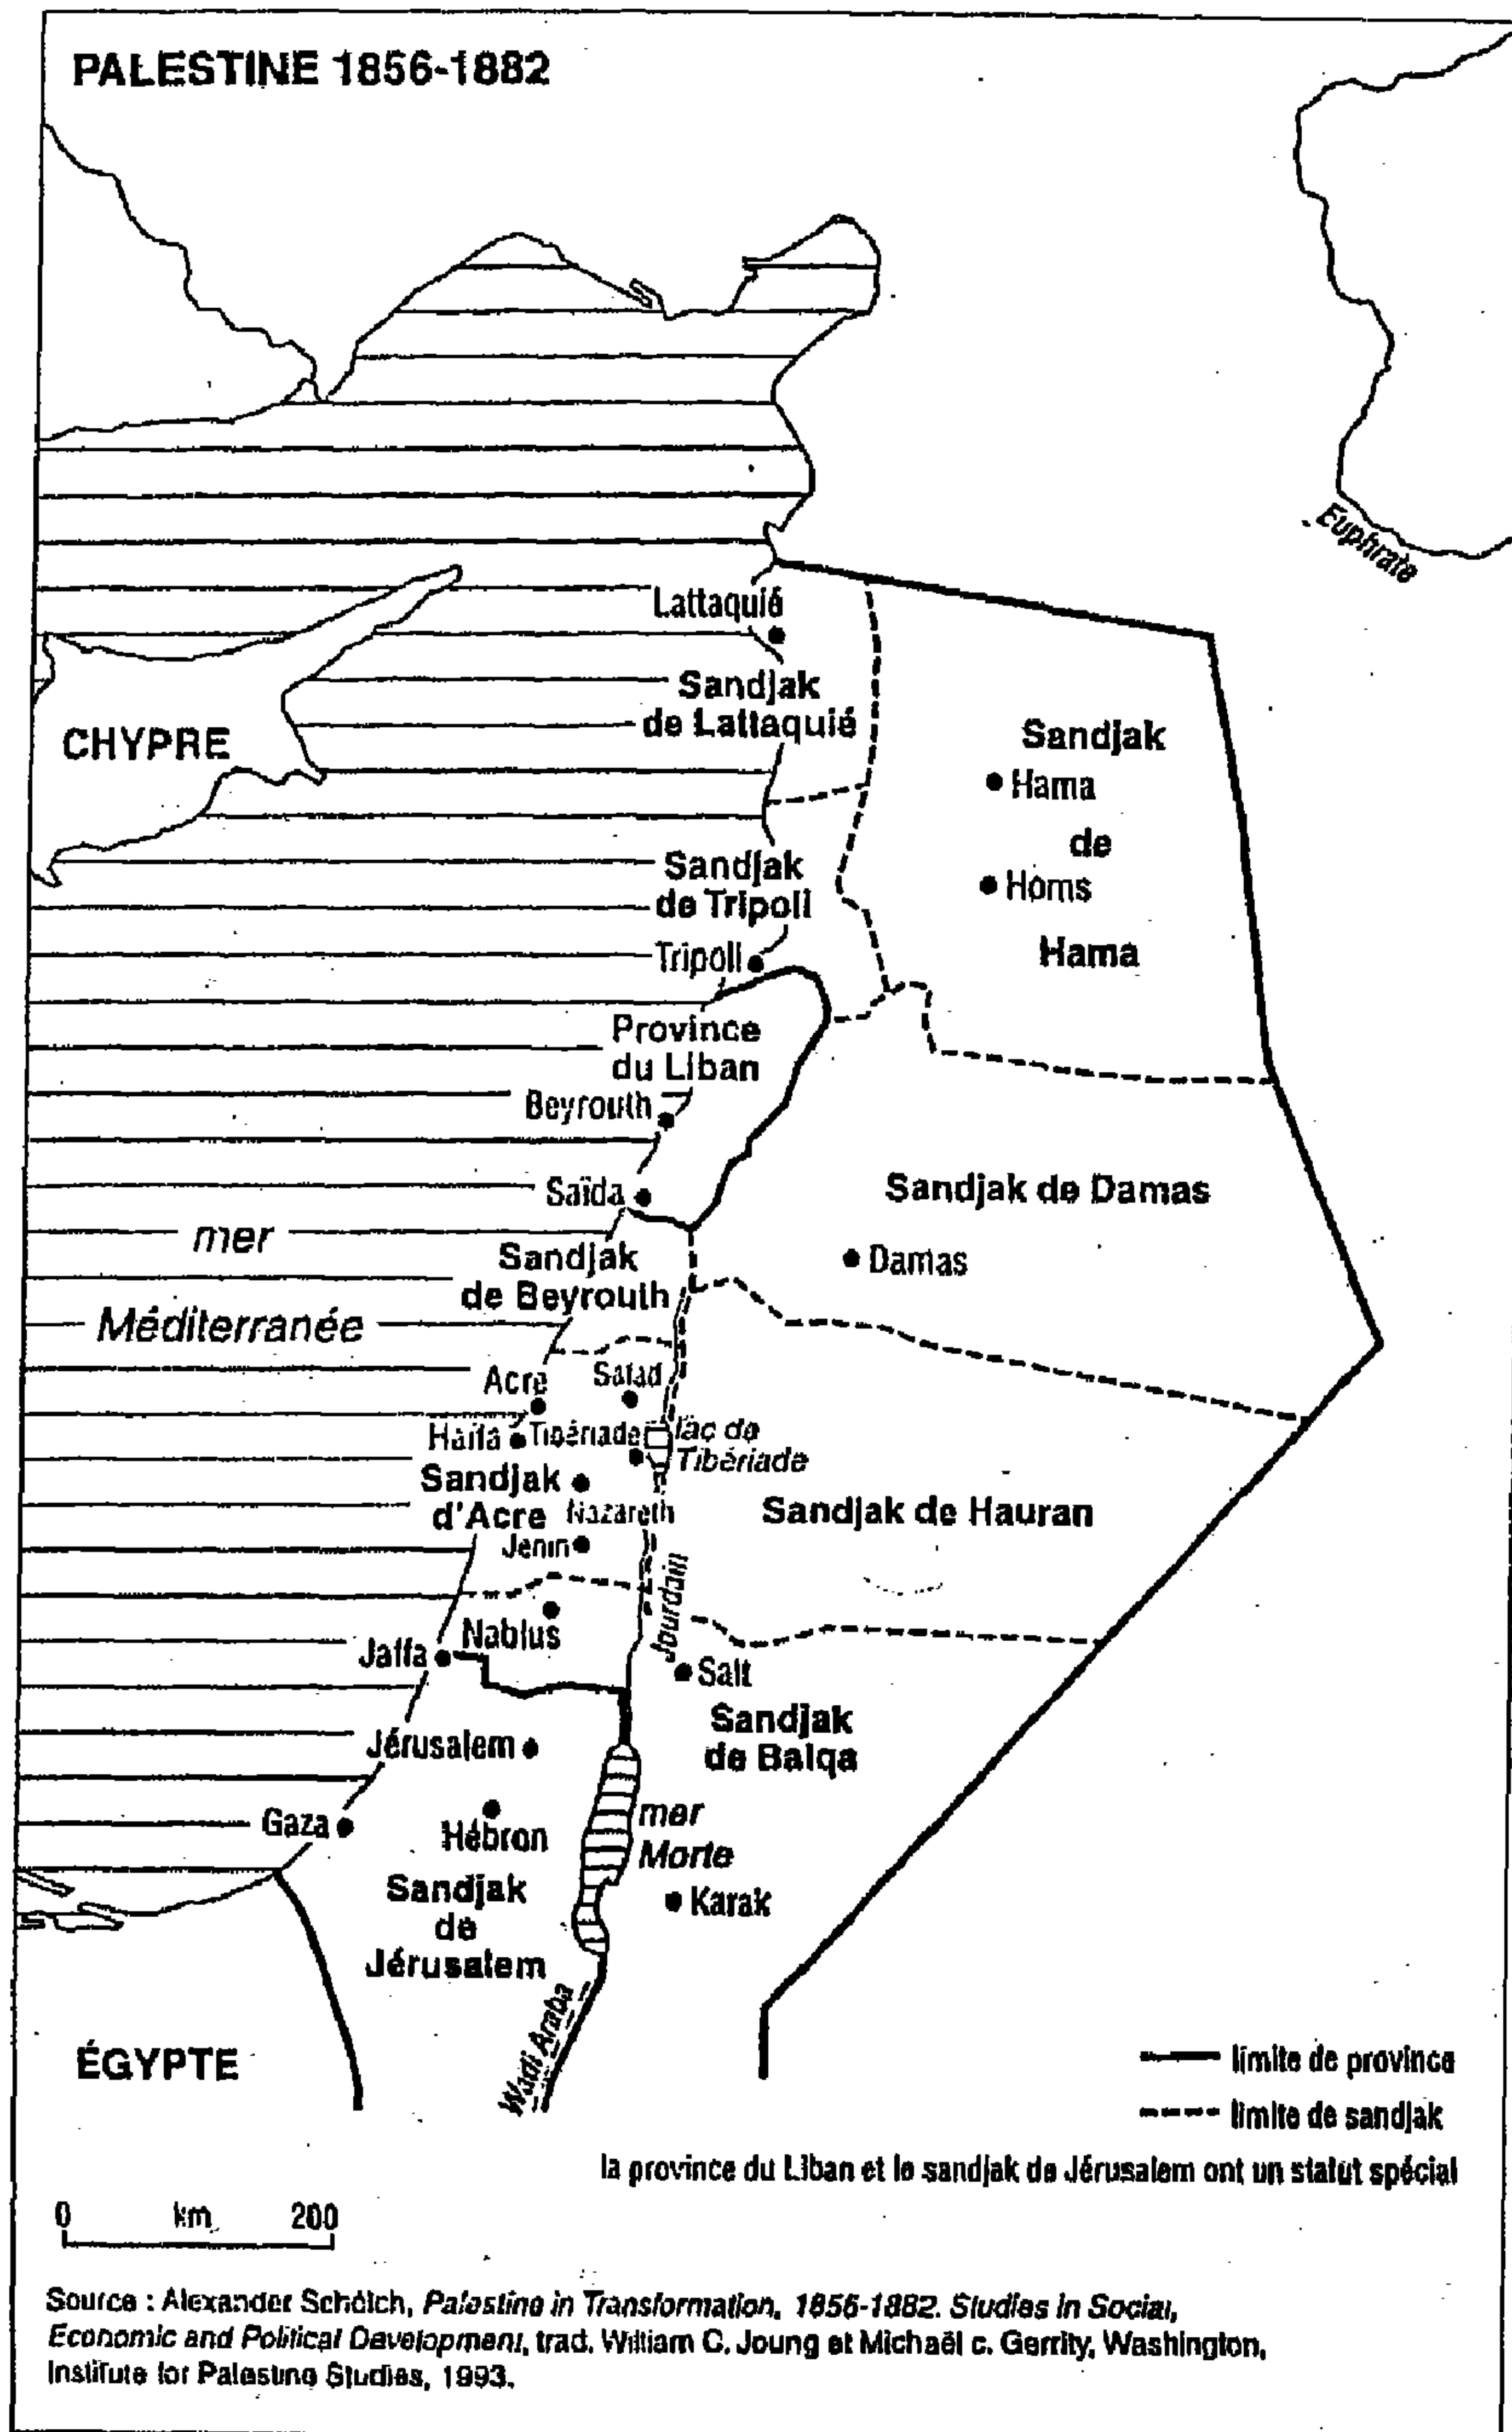 PALESTINE 1856-1882
Euphrate
Lattaquié
Sandjak
de Lattaquié
CHYPRE
Sandjak
Hama
de
Homs
Hama
Sandjak
de Tripoli
Tripoli
Province
du Liban
Beyrouth
Saïda
Sandjak de Damas
mer
Sandjak
de Beyrouth
Damas
Méditerranée
Acre
Safad
Haïfa
Tibériade
lac de
Tibériade
Sandjak
d'Acre
Nazareth
Sandjak de Hauran
Jenin
Jourdain
Nablus
Jaffa
Salt
Sandjak
de Balqa
Jérusalem
mer
Morte
Gaza
Hébron
Sandjak
de
Jérusalem
Karak
Wadi Araba
ÉGYPTE
limite de province
limite de sandjak
la province du Liban et le sandjak de Jérusalem ont un statut spécial
0 km 200
Source : Alexander Schölch, Palestine in Transformation, 1856-1882. Studies in Social,
Economic and Political Development, trad. William C. Joung et Michaël c. Gerrity, Washington,
Institute for Palestine Studies, 1993.